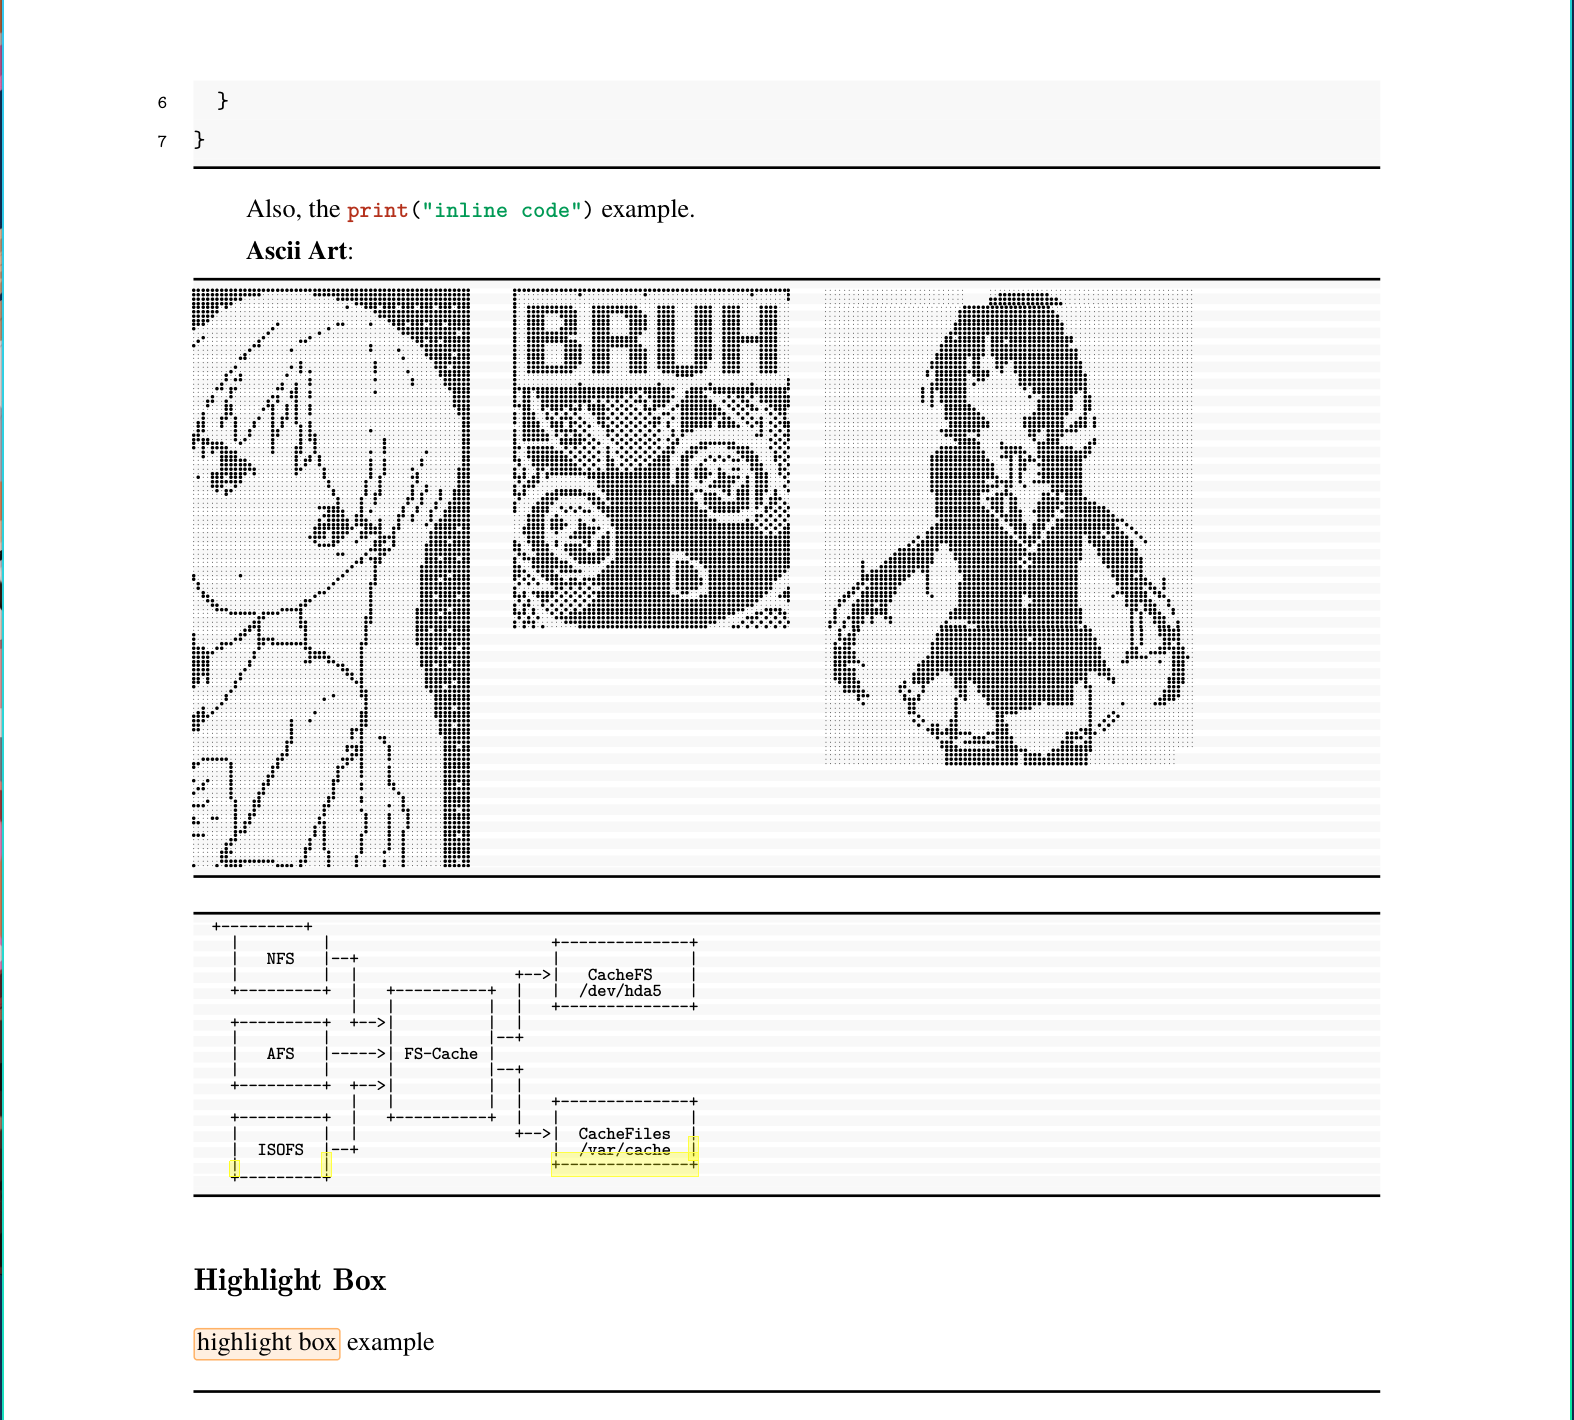 6 }
7 }
Also, the print("inline code") example.
Ascii Art:
BRUH
+---------+
|         |                        +---------------+
|   NFS   |--+                     |               |
|         |  |                 +-->|   CacheFS     |
+---------+  |   +----------+  |   |  /dev/hda5    |
             |   |          |  |   +---------------+
+---------+  +-->|          |  |
|         |      |          |--+
|   AFS   |----->| FS-Cache |
|         |      |          |--+
+---------+  +-->|          |  |
             |   |          |  |   +---------------+
+---------+  |   +----------+  |   |               |
|         |  |                 +-->|  CacheFiles   |
|  ISOFS  |--+                     |  /var/cache   |
|         |                        +---------------+
+---------+
Highlight Box
highlight box example